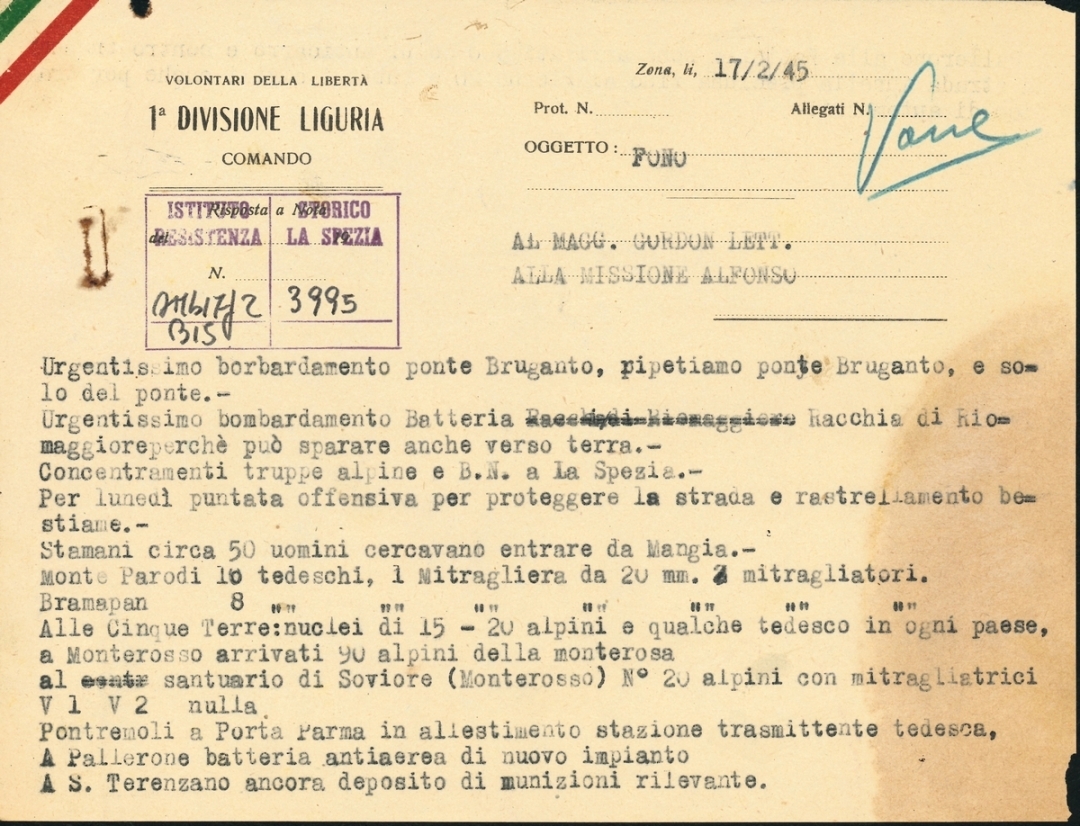 VOLONTARI DELLA LIBERTÀ
1ª DIVISIONE LIGURIA
COMANDO
Zona, li, 17/2/45
Prot. N.
Allegati N.
OGGETTO: FONO
Risposta a Nota
del
N.
ISTITUTO STORICO
RESISTENZA LA SPEZIA
3995
BIS
AL MAGG. GORDON LETT.
ALLA MISSIONE ALFONSO
Urgentissimo borbardamento ponte Bruganto, ripetiamo ponte Bruganto, e so=
lo del ponte.-
Urgentissimo bombardamento Batteria Racchia di Rio=
maggioreperchè può sparare anche verso terra.-
Concentramenti truppe alpine e B.N. a La Spezia.-
Per lunedì puntata offensiva per proteggere la strada e rastrellamento be=
stiame.-
Stamani circa 50 uomini cercavano entrare da Mangia.-
Monte Parodi 10 tedeschi, 1 Mitragliera da 20 mm. 2 mitragliatori.
Bramapan 8 "" "" "" "" "" "" ""
Alle Cinque Terre:nuclei di 15 - 20 alpini e qualche tedesco in ogni paese,
a Monterosso arrivati 90 alpini della monterosa
al santuario di Soviore (Monterosso) N° 20 alpini con mitragliatrici
V 1 V 2 nulla
Pontremoli a Porta Parma in allestimento stazione trasmittente tedesca,
A Pallerone batteria antiaerea di nuovo impianto
A S. Terenzano ancora deposito di munizioni rilevante.